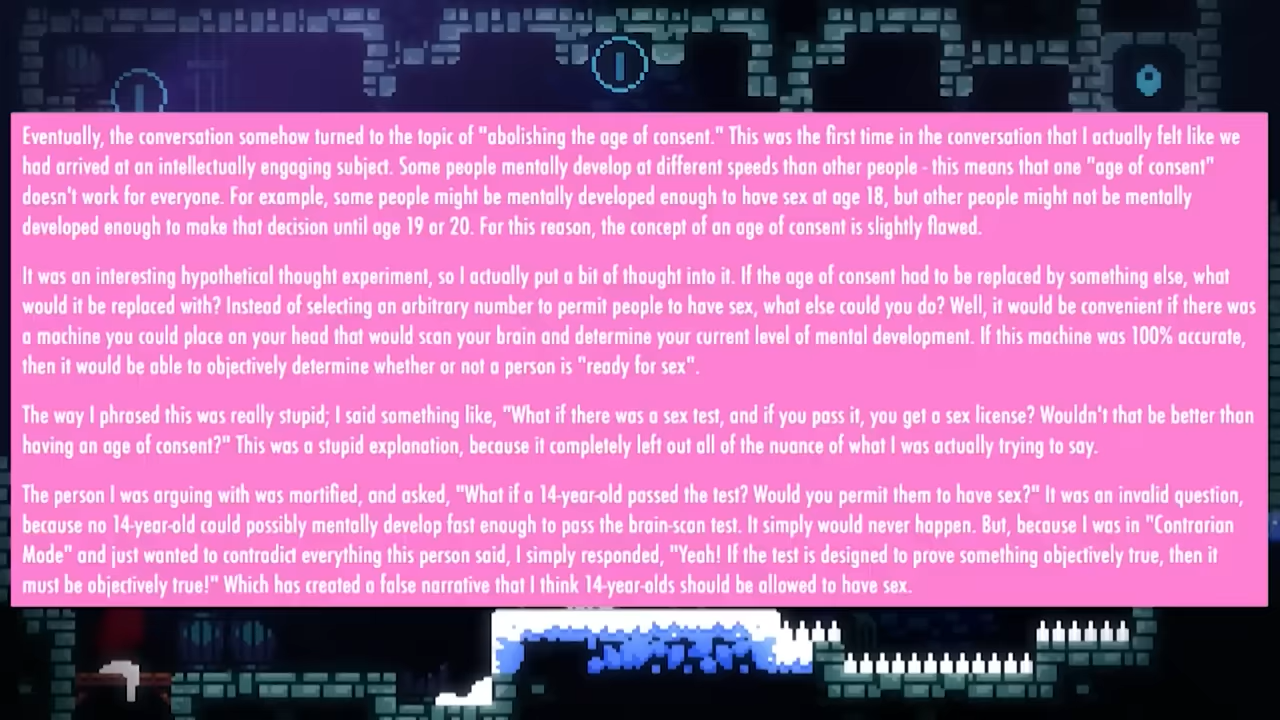 Eventually, the conversation somehow turned to the topic of "abolishing the age of consent." This was the first time in the conversation that I actually felt like we
had arrived at an intellectually engaging subject. Some people mentally develop at different speeds than other people - this means that one "age of consent"
doesn't work for everyone. For example, some people might be mentally developed enough to have sex at age 18, but other people might not be mentally
developed enough to make that decision until age 19 or 20. For this reason, the concept of an age of consent is slightly flawed.
It was an interesting hypothetical thought experiment, so I actually put a bit of thought into it. If the age of consent had to be replaced by something else, what
would it be replaced with? Instead of selecting an arbitrary number to permit people to have sex, what else could you do? Well, it would be convenient if there was
a machine you could place on your head that would scan your brain and determine your current level of mental development. If this machine was 100% accurate,
then it would be able to objectively determine whether or not a person is "ready for sex".
The way I phrased this was really stupid; I said something like, "What if there was a sex test, and if you pass it, you get a sex license? Wouldn't that be better than
having an age of consent?" This was a stupid explanation, because it completely left out all of the nuance of what I was actually trying to say.
The person I was arguing with was mortified, and asked, "What if a 14-year-old passed the test? Would you permit them to have sex?" It was an invalid question,
because no 14-year-old could possibly mentally develop fast enough to pass the brain-scan test. It simply would never happen. But, because I was in "Contrarian
Mode" and just wanted to contradict everything this person said, I simply responded, "Yeah! If the test is designed to prove something objectively true, then it
must be objectively true!" Which has created a false narrative that I think 14-year-olds should be allowed to have sex.